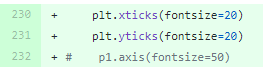 230 + plt.xticks(fontsize=20)
231 + plt.yticks(fontsize=20)
232 + # p1.axis(fontsize=50)